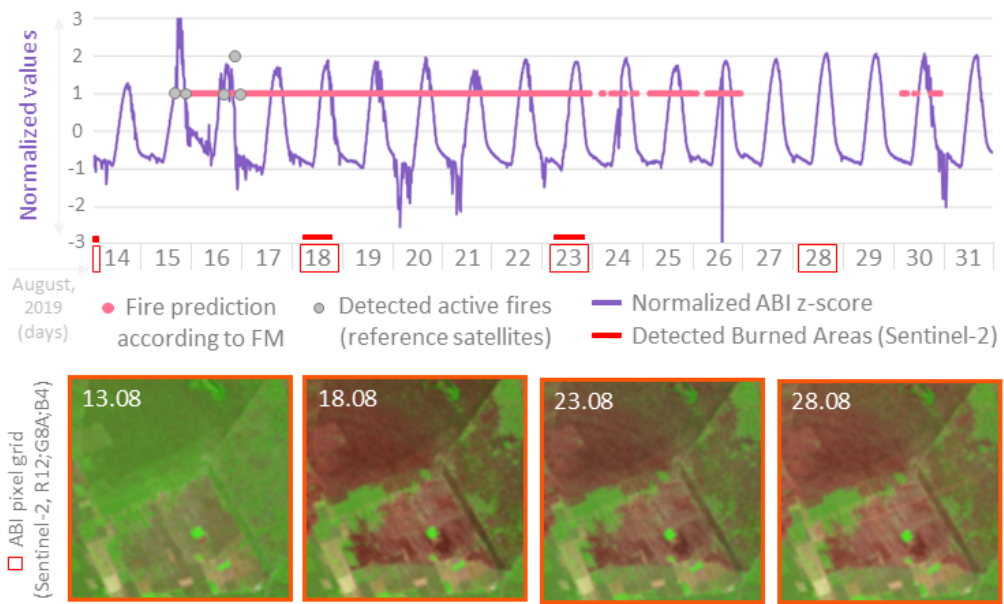 Normalized values
3
2
1
0
-1
-2
-3
14 15 16 17 18 19 20 21 22 23 24 25 26 27 28 29 30 31
August,
2019
(days)
Fire prediction
according to FM
Detected active fires
(reference satellites)
Normalized ABI z-score
Detected Burned Areas (Sentinel-2)
ABI pixel grid
(Sentinel-2, R12;G8A;B4)
13.08
18.08
23.08
28.08